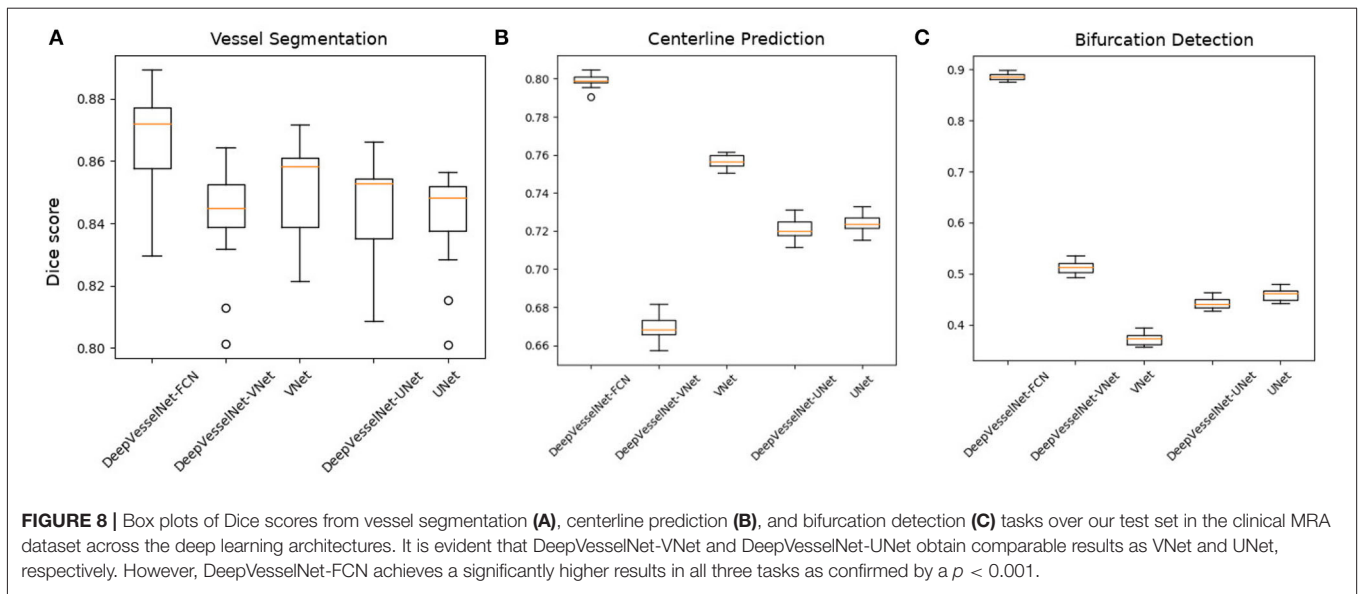 A
Vessel Segmentation
Dice score
0.88
0.86
0.84
0.82
0.80
DeepVesselNet-FCN
DeepVesselNet-VNet
VNet
DeepVesselNet-UNet
UNet
B
Centerline Prediction
0.80
0.78
0.76
0.74
0.72
0.70
0.68
0.66
DeepVesselNet-FCN
DeepVesselNet-VNet
VNet
DeepVesselNet-UNet
UNet
C
Bifurcation Detection
0.9
0.8
0.7
0.6
0.5
0.4
DeepVesselNet-FCN
DeepVesselNet-VNet
VNet
DeepVesselNet-UNet
UNet
FIGURE 8 | Box plots of Dice scores from vessel segmentation (A), centerline prediction (B), and bifurcation detection (C) tasks over our test set in the clinical MRA
dataset across the deep learning architectures. It is evident that DeepVesselNet-VNet and DeepVesselNet-UNet obtain comparable results as VNet and UNet,
respectively. However, DeepVesselNet-FCN achieves a significantly higher results in all three tasks as confirmed by a p < 0.001.